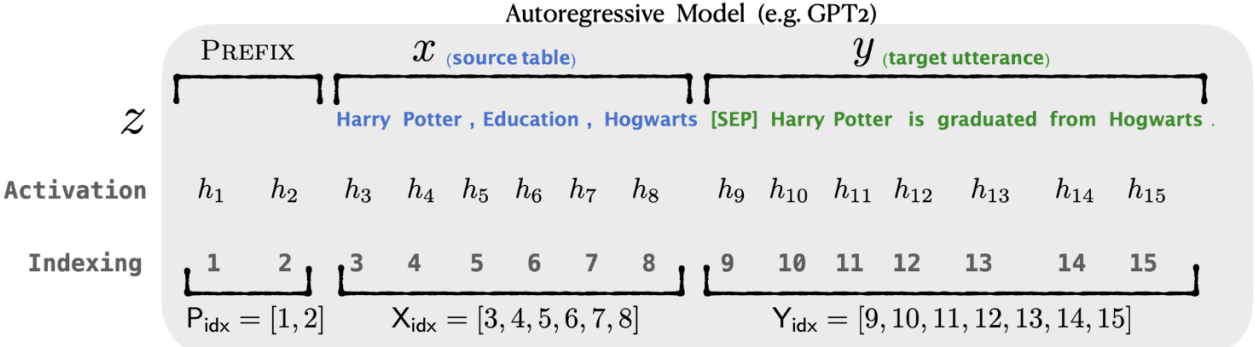 Autoregressive Model (e.g. GPT2)
PREFIX x (source table) y (target utterance)
z Harry Potter , Education , Hogwarts [SEP] Harry Potter is graduated from Hogwarts .
Activation h₁ h₂ h₃ h₄ h₅ h₆ h₇ h₈ h₉ h₁₀ h₁₁ h₁₂ h₁₃ h₁₄ h₁₅
Indexing 1 2 3 4 5 6 7 8 9 10 11 12 13 14 15
P_idx = [1, 2] X_idx = [3, 4, 5, 6, 7, 8] Y_idx = [9, 10, 11, 12, 13, 14, 15]